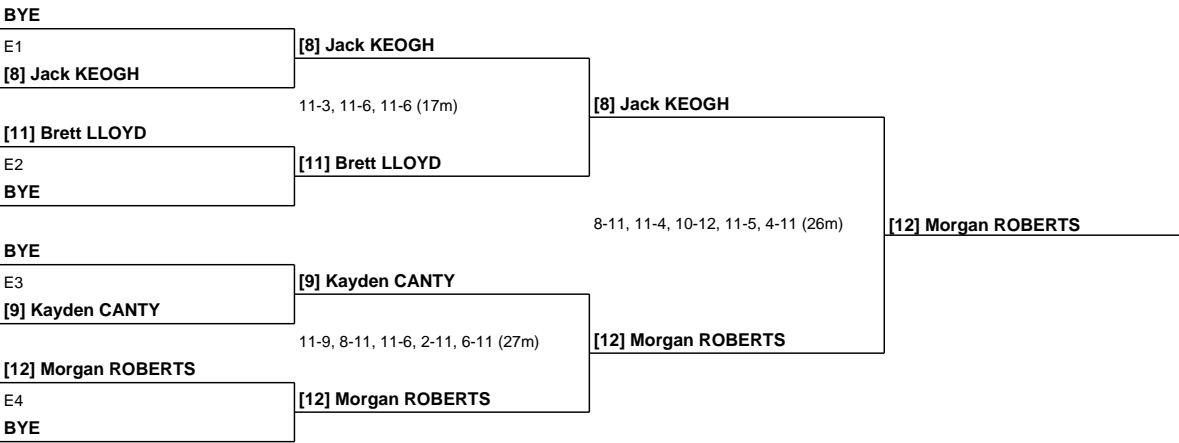 BYE
E1
[8] Jack KEOGH
[8] Jack KEOGH
11-3, 11-6, 11-6 (17m)
[8] Jack KEOGH
[11] Brett LLOYD
E2
[11] Brett LLOYD
BYE
8-11, 11-4, 10-12, 11-5, 4-11 (26m)
[12] Morgan ROBERTS
BYE
E3
[9] Kayden CANTY
[9] Kayden CANTY
11-9, 8-11, 11-6, 2-11, 6-11 (27m)
[12] Morgan ROBERTS
[12] Morgan ROBERTS
E4
[12] Morgan ROBERTS
BYE